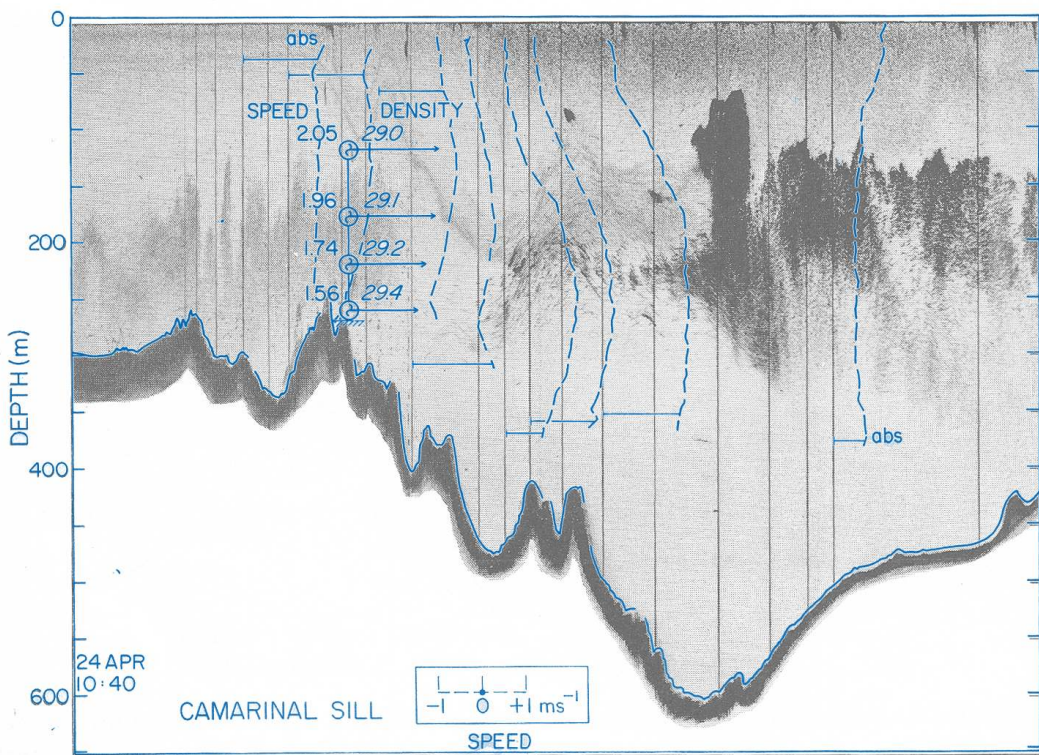 0
abs
SPEED DENSITY
2.05 29.0
1.96 29.1
200
1.74 29.2
1.56 29.4
DEPTH (m)
400
abs
24 APR
10:40
600
CAMARINAL SILL
-1 0 +1 ms⁻¹
SPEED